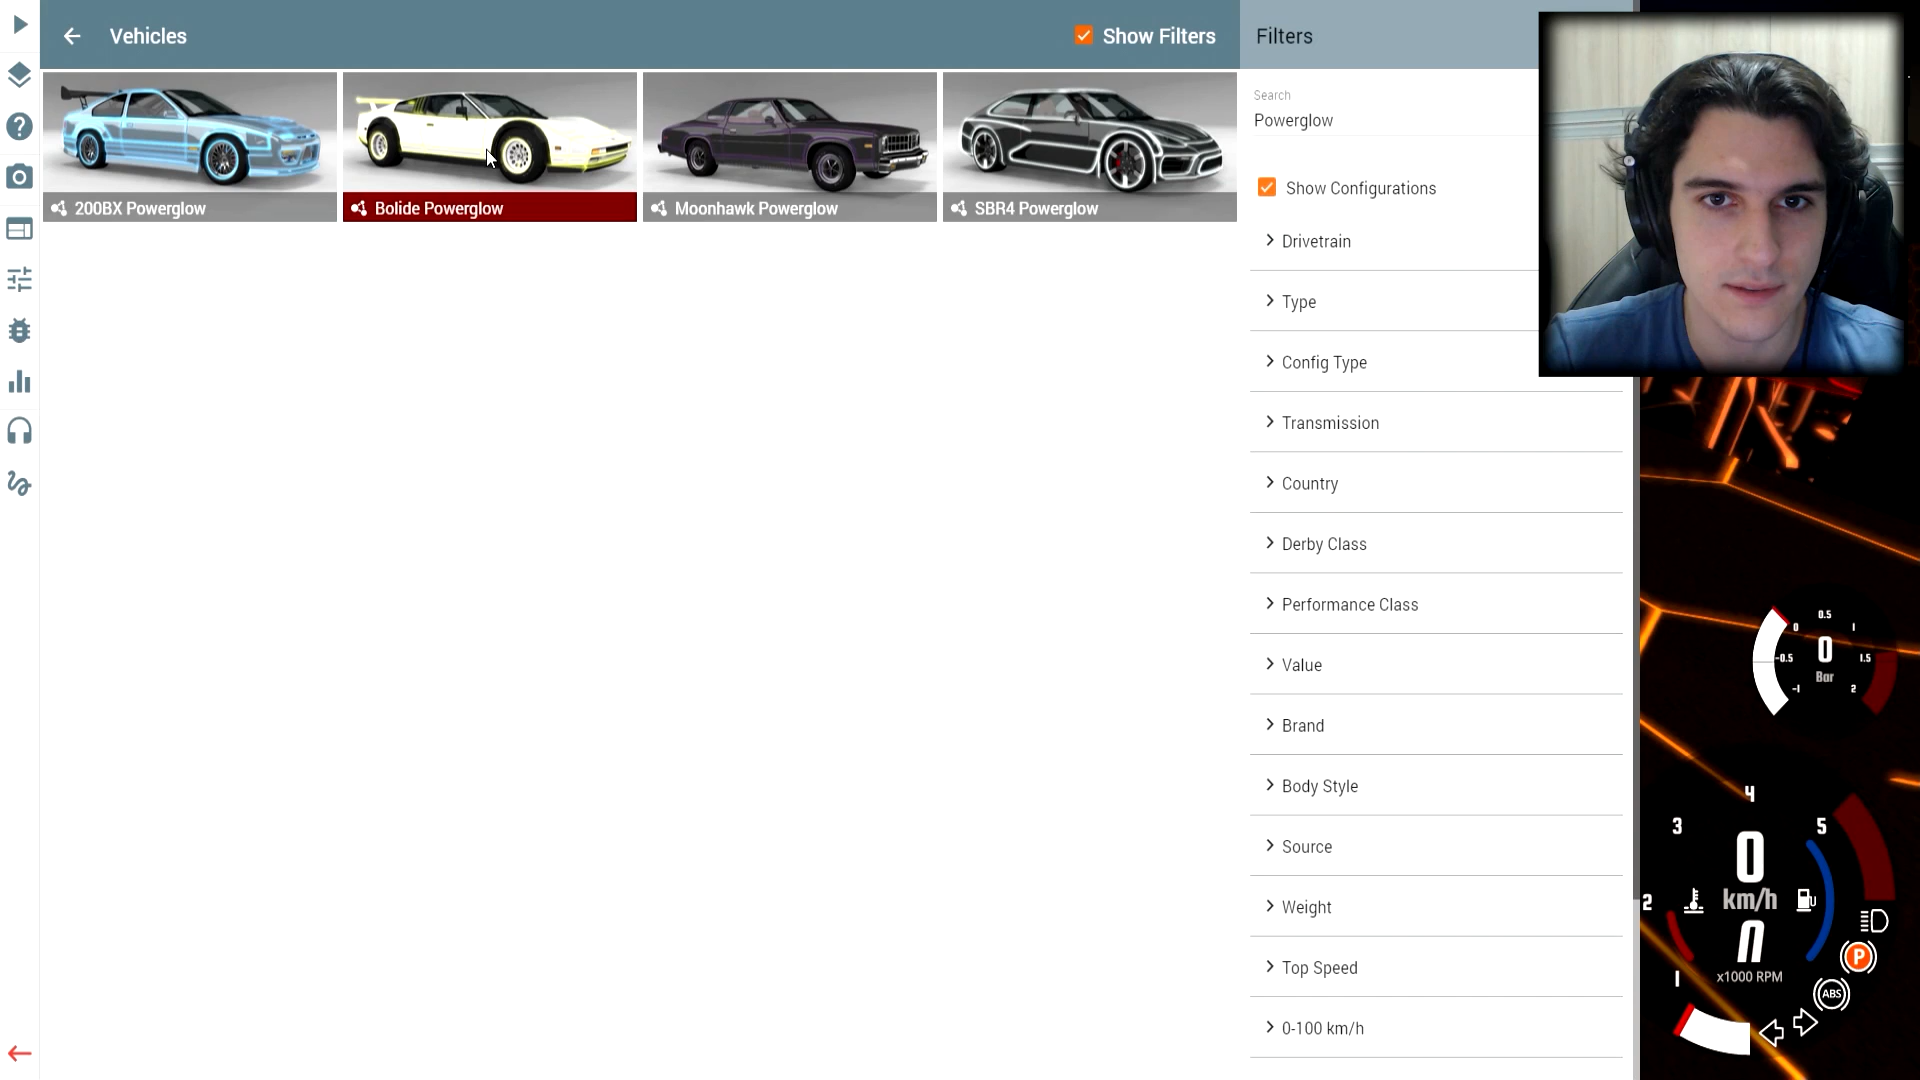 Vehicles
Show Filters
Filters
200BX Powerglow
Bolide Powerglow
Moonhawk Powerglow
SBR4 Powerglow
Search
Powerglow
Show Configurations
Drivetrain
Type
Config Type
Transmission
Country
Derby Class
Performance Class
Value
Brand
Body Style
Source
Weight
Top Speed
0-100 km/h
0.5
0
1
-0.5
0
1.5
Bar
-1
2
4
3
5
0
2
km/h
n
x1000 RPM
1
P
ABS